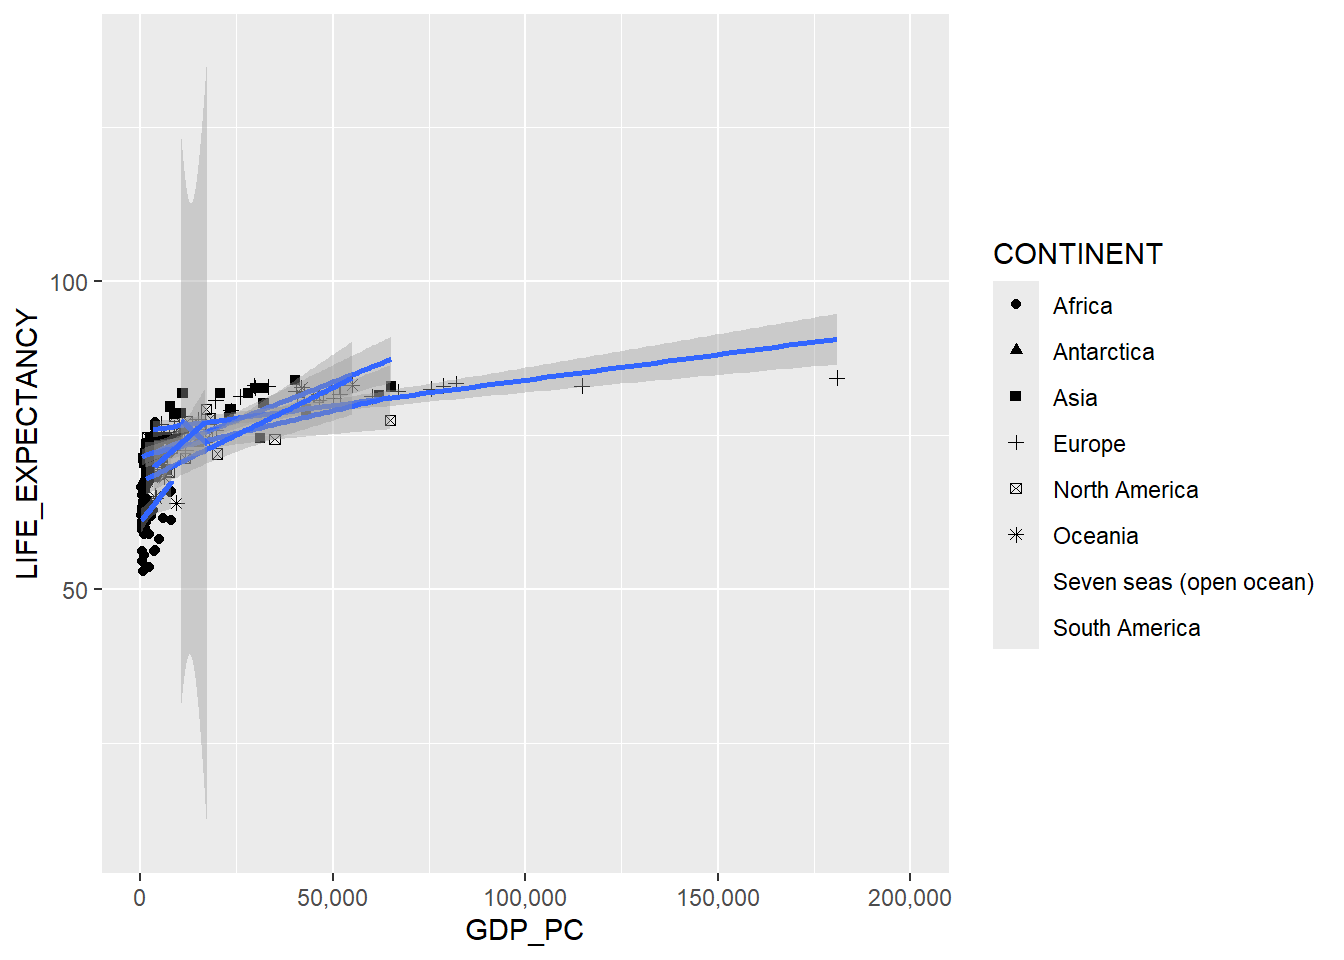 100
50
LIFE_EXPECTANCY
0
50,000
100,000
150,000
200,000
GDP_PC
CONTINENT
Africa
Antarctica
Asia
Europe
North America
Oceania
Seven seas (open ocean)
South America